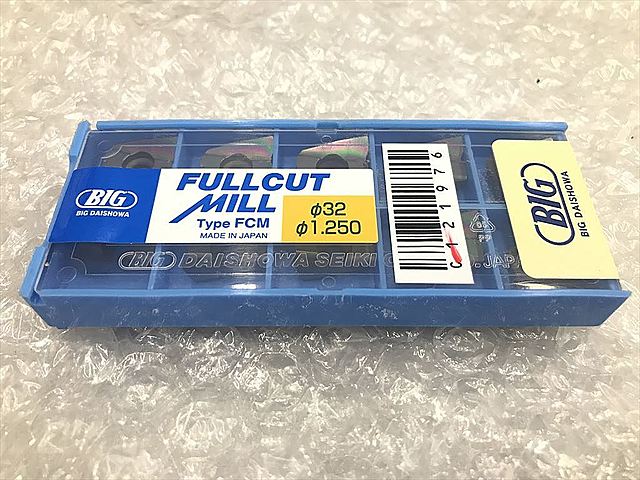 BIG
BIG DAISHOWA
FULLCUT
MILL
Type FCM
MADE IN JAPAN
φ32
φ1.250
C121976
BIG
BIG DAISHOWA
BIG DAISHOWA SEIKI